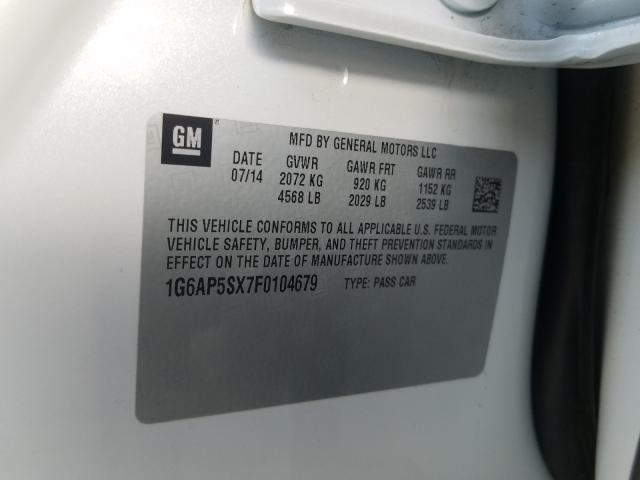 GM
MFD BY GENERAL MOTORS LLC
DATE GVWR GAWR FRT GAWR RR
07/14 2072 KG 920 KG 1152 KG
4568 LB 2029 LB 2539 LB
THIS VEHICLE CONFORMS TO ALL APPLICABLE U.S. FEDERAL MOTOR
VEHICLE SAFETY, BUMPER, AND THEFT PREVENTION STANDARDS IN
EFFECT ON THE DATE OF MANUFACTURE SHOWN ABOVE.
1G6AP5SX7F0104679 TYPE: PASS CAR